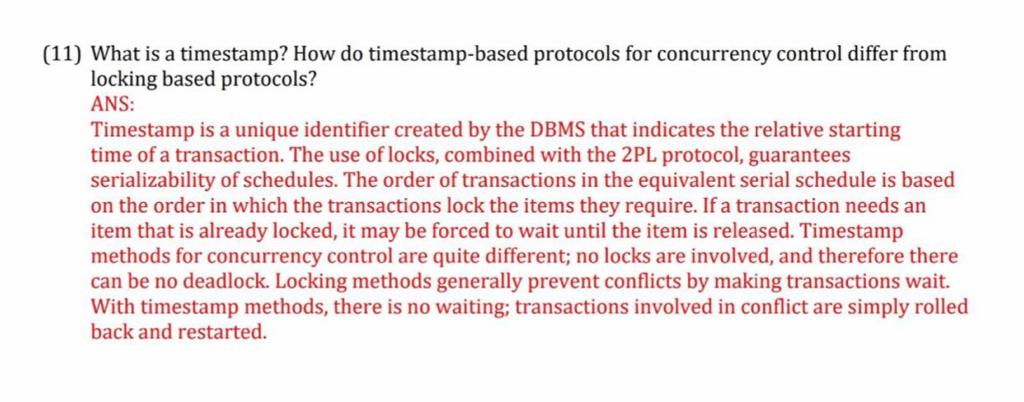 (11) What is a timestamp? How do timestamp-based protocols for concurrency control differ from
locking based protocols?
ANS:
Timestamp is a unique identifier created by the DBMS that indicates the relative starting
time of a transaction. The use of locks, combined with the 2PL protocol, guarantees
serializability of schedules. The order of transactions in the equivalent serial schedule is based
on the order in which the transactions lock the items they require. If a transaction needs an
item that is already locked, it may be forced to wait until the item is released. Timestamp
methods for concurrency control are quite different; no locks are involved, and therefore there
can be no deadlock. Locking methods generally prevent conflicts by making transactions wait.
With timestamp methods, there is no waiting; transactions involved in conflict are simply rolled
back and restarted.